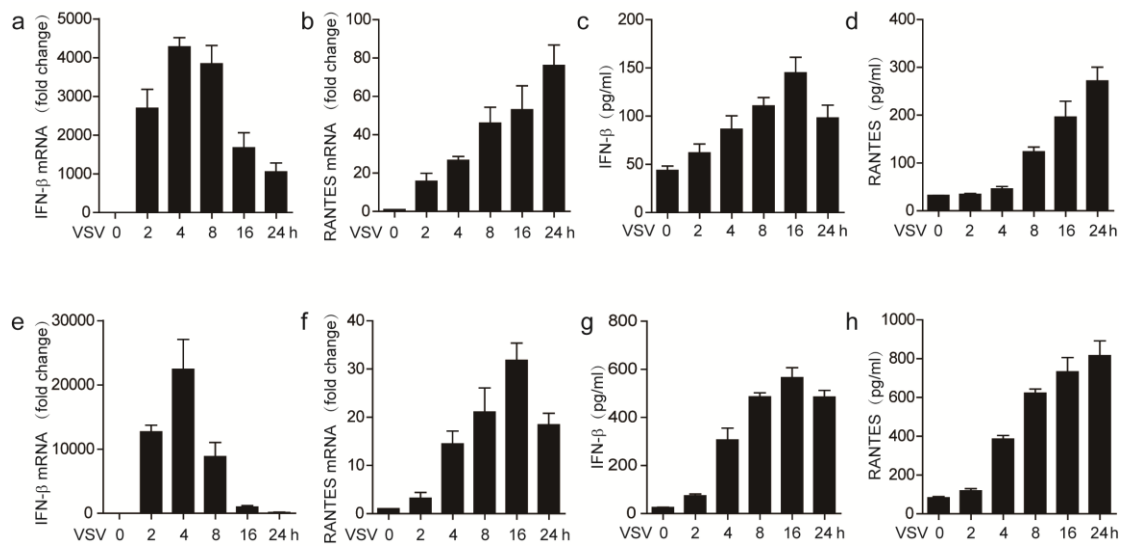 a
IFN-β mRNA (fold change)
5000
4000
3000
2000
1000
0
VSV 0 2 4 8 16 24 h
b
RANTES mRNA (fold change)
100
80
60
40
20
0
VSV 0 2 4 8 16 24 h
c
IFN-β (pg/ml)
200
150
100
50
0
VSV 0 2 4 8 16 24 h
d
RANTES (pg/ml)
400
300
200
100
0
VSV 0 2 4 8 16 24 h
e
IFN-β mRNA (fold change)
30000
20000
10000
0
VSV 0 2 4 8 16 24 h
f
RANTES mRNA (fold change)
40
30
20
10
0
VSV 0 2 4 8 16 24 h
g
IFN-β (pg/ml)
800
600
400
200
0
VSV 0 2 4 8 16 24 h
h
RANTES (pg/ml)
1000
800
600
400
200
0
VSV 0 2 4 8 16 24 h